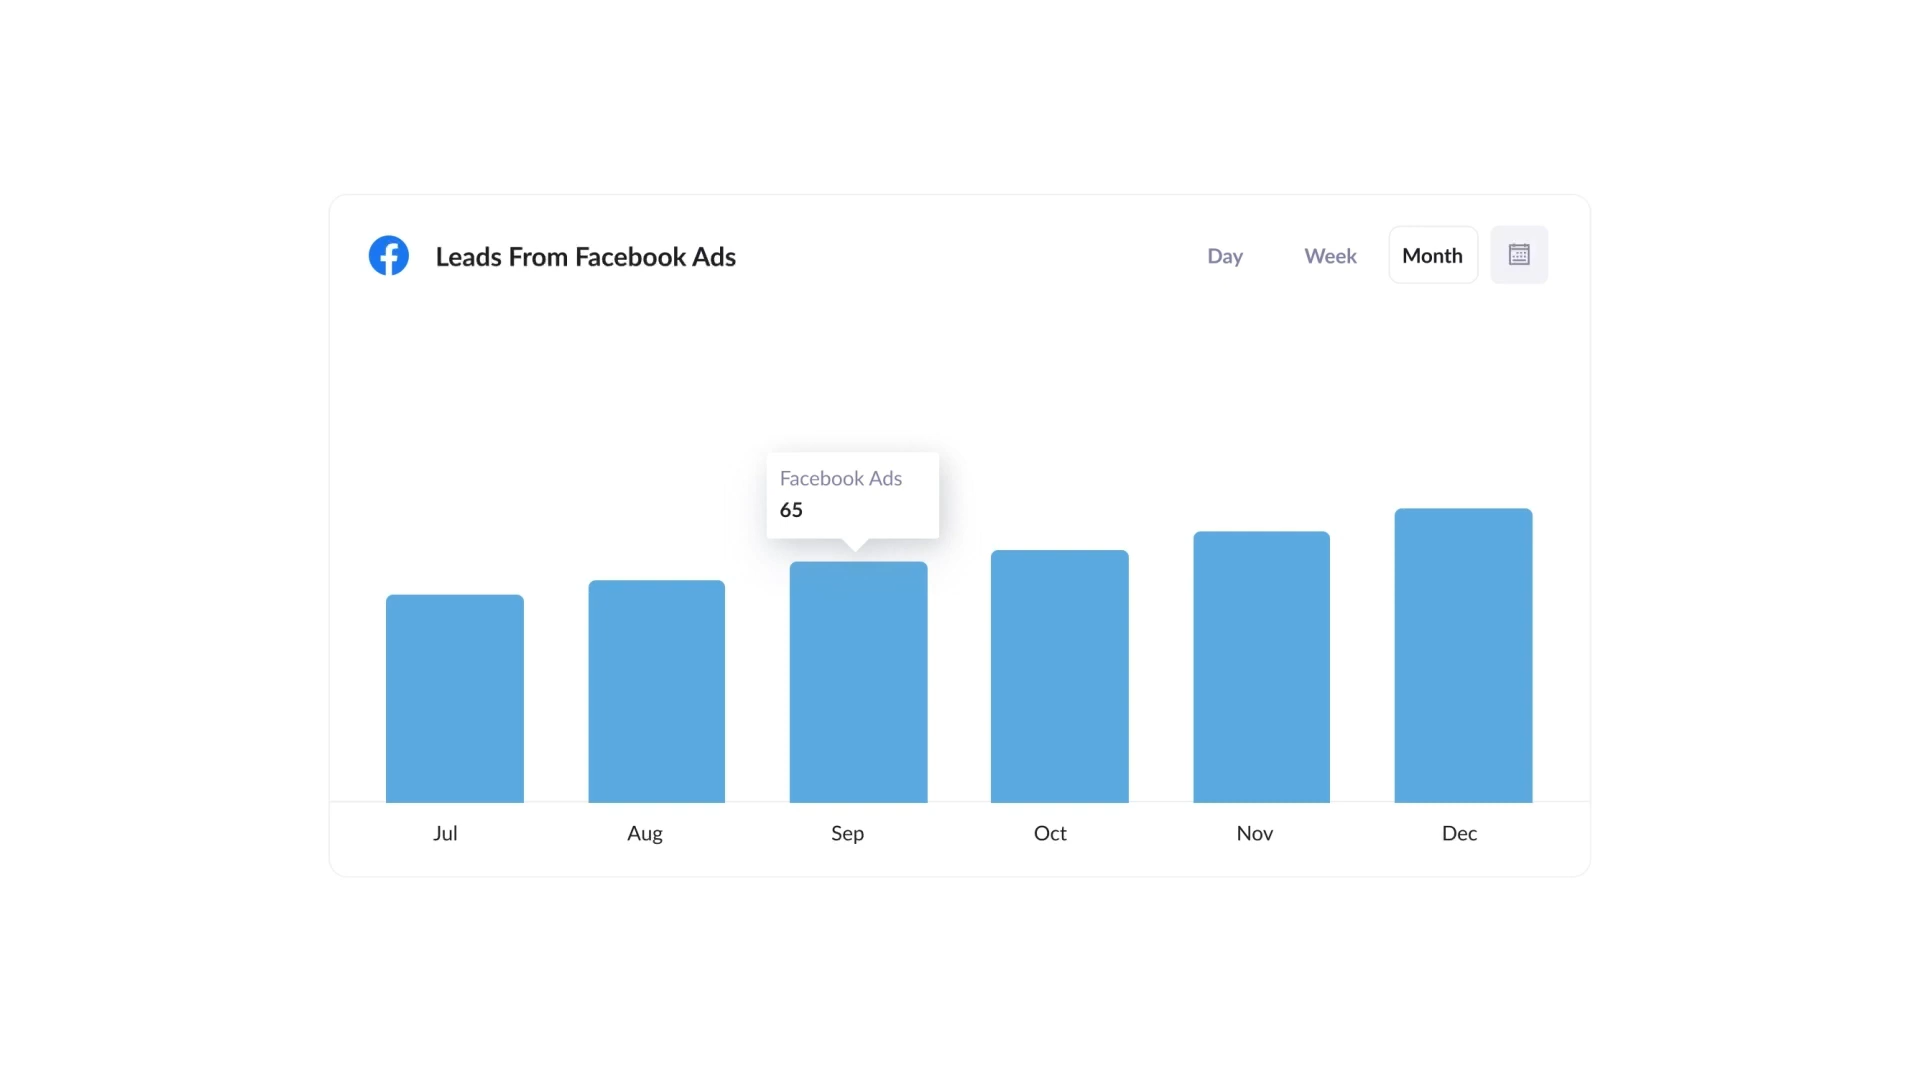 Leads From Facebook Ads
Day
Week
Month
Facebook Ads
65
Jul
Aug
Sep
Oct
Nov
Dec